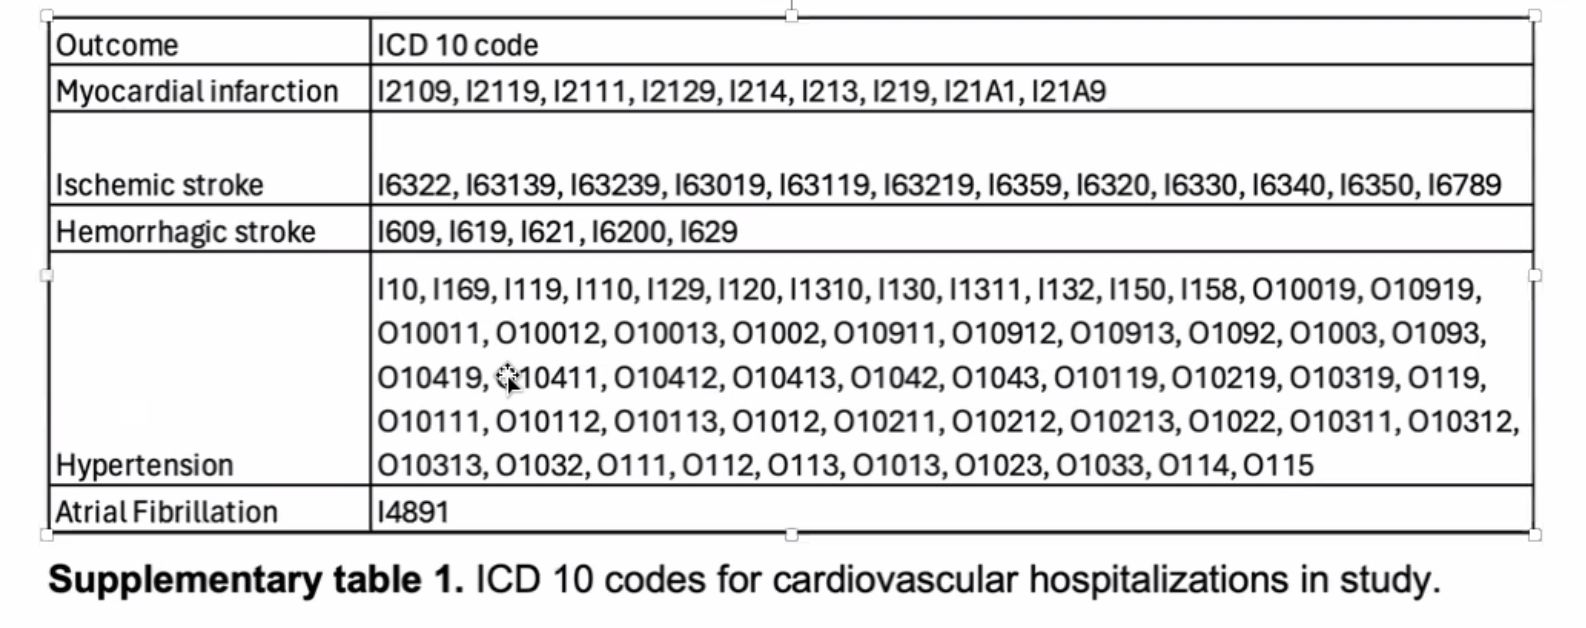 Outcome ICD 10 code
Myocardial infarction I2109, I2119, I2111, I2129, I214, I213, I219, I21A1, I21A9
Ischemic stroke I6322, I63139, I63239, I63019, I63119, I63219, I6359, I6320, I6330, I6340, I6350, I6789
Hemorrhagic stroke I609, I619, I621, I6200, I629
I10, I169, I119, I110, I129, I120, I1310, I130, I1311, I132, I150, I158, O10019, O10919,
O10011, O10012, O10013, O1002, O10911, O10912, O10913, O1092, O1003, O1093,
O10419, 10411, O10412, O10413, O1042, O1043, O10119, O10219, O10319, O119,
O10111, O10112, O10113, O1012, O10211, O10212, O10213, O1022, O10311, O10312,
Hypertension O10313, O1032, O111, O112, O113, O1013, O1023, O1033, O114, O115
Atrial Fibrillation I4891
Supplementary table 1. ICD 10 codes for cardiovascular hospitalizations in study.